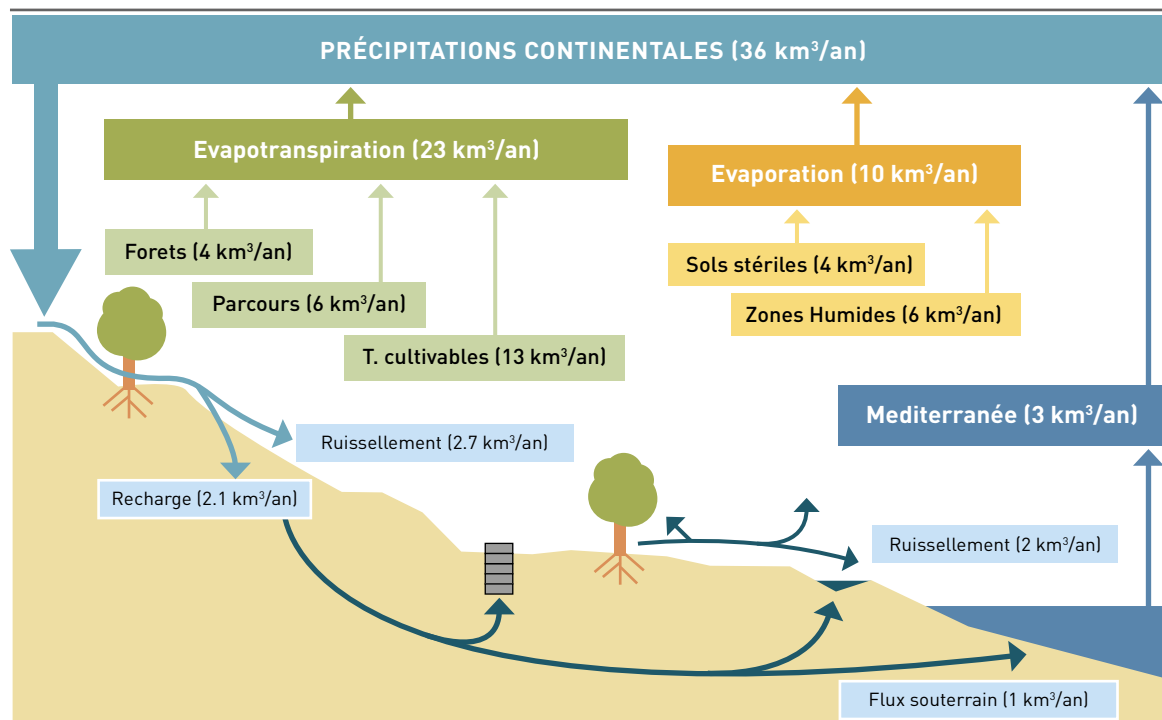 PRÉCIPITATIONS CONTINENTALES (36 km³/an)
Evapotranspiration (23 km³/an)
Evaporation (10 km³/an)
Forets (4 km³/an)
Sols stériles (4 km³/an)
Parcours (6 km³/an)
Zones Humides (6 km³/an)
T. cultivables (13 km³/an)
Mediterranée (3 km³/an)
Ruissellement (2.7 km³/an)
Recharge (2.1 km³/an)
Ruissellement (2 km³/an)
Flux souterrain (1 km³/an)